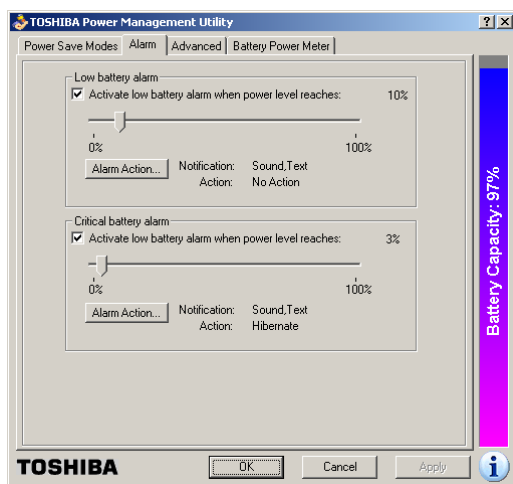 TOSHIBA Power Management Utility
Power Save Modes Alarm Advanced Battery Power Meter
Low battery alarm
Activate low battery alarm when power level reaches: 10%
0% 100%
Alarm Action... Notification: Sound,Text
Action: No Action
Critical battery alarm
Activate low battery alarm when power level reaches: 3%
0% 100%
Alarm Action... Notification: Sound,Text
Action: Hibernate
Battery Capacity: 97%
TOSHIBA OK Cancel Apply i